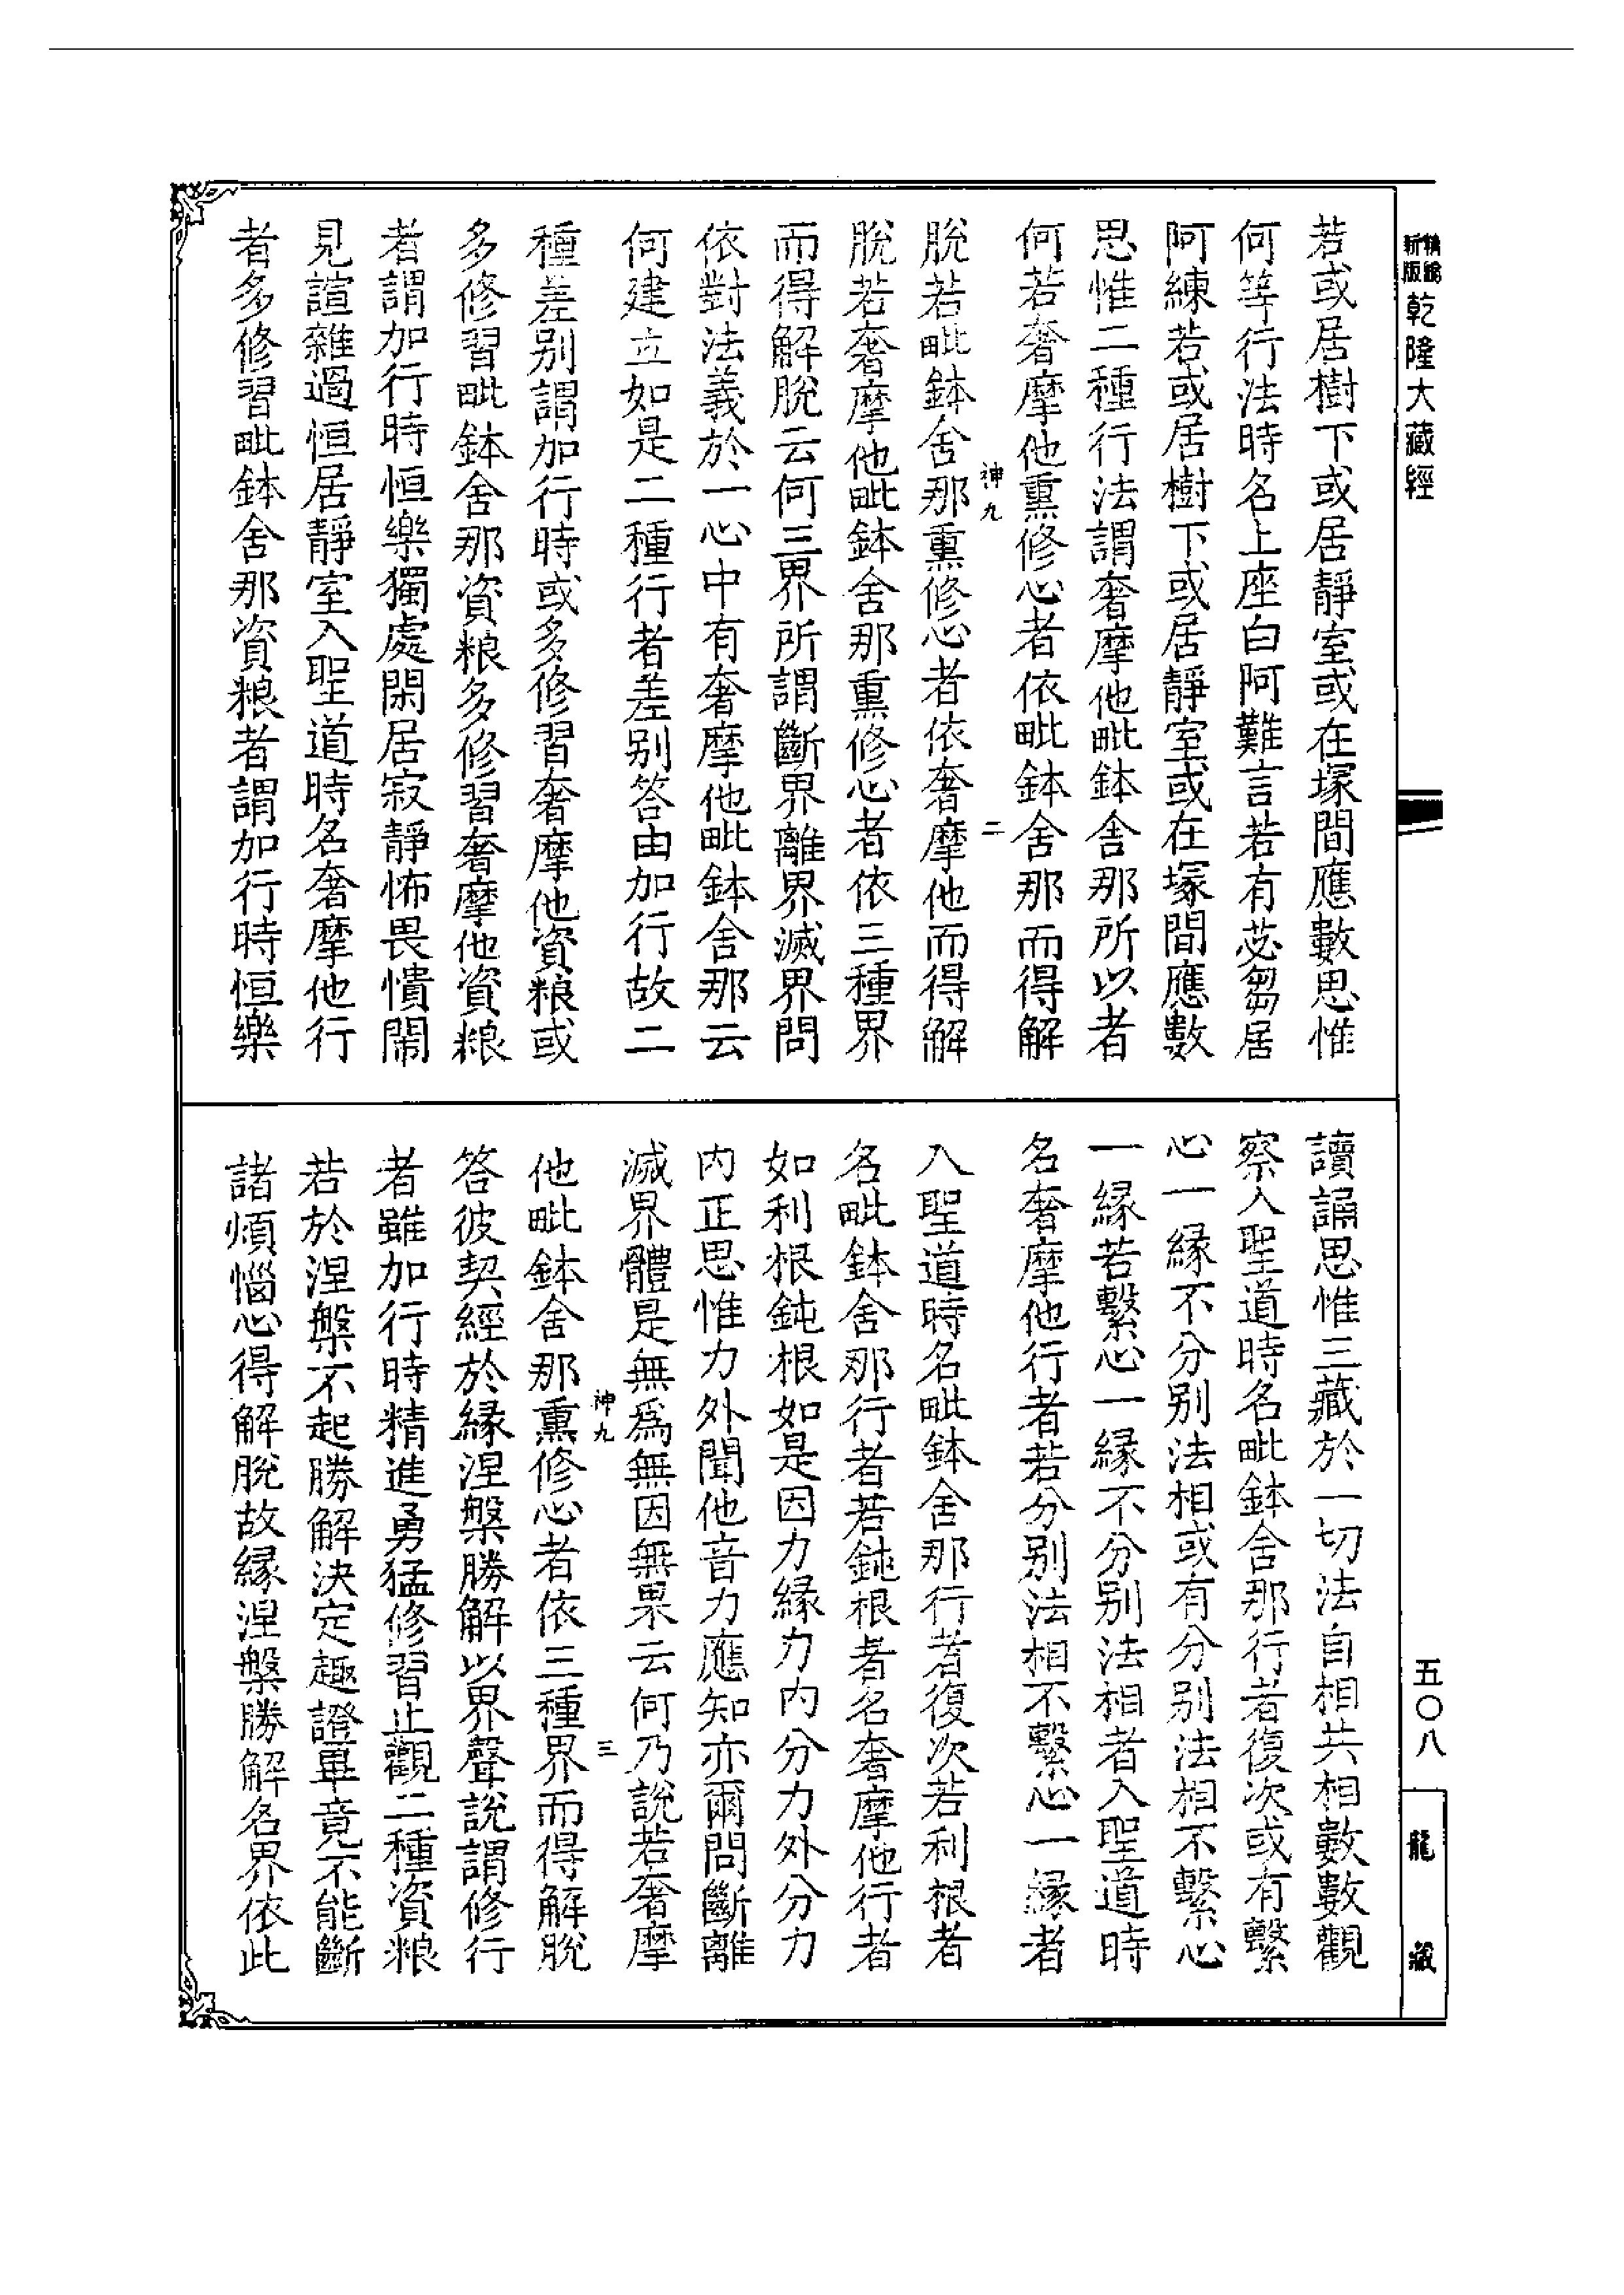 新版
乾隆大藏經
若或居樹下或居靜室或在塚間應數思惟
何等行法時名上座白阿難言若有苾芻居
阿練若或居樹下或居靜室或在塚間應數
思惟二種行法謂奢摩他毗鉢舍那所以者
何若奢摩他熏修心者依毗鉢舍那而得解
神九 二
脫若毗鉢舍那熏修心者依奢摩他而得解
脫若奢摩他毗鉢舍那熏修心者依三種界
而得解脫云何三界所謂斷界離界滅界問
依對法義於一心中有奢摩他毗鉢舍那云
何建立如是二種行者差別答由加行故二
種差別謂加行時或多修習奢摩他資粮或
多修習毗鉢舍那資粮多修習奢摩他資粮
者謂加行時恒樂獨處閑居寂靜怖畏憒閙
見諠雜過恒居靜室入聖道時名奢摩他行
者多修習毗鉢舍那資粮者謂加行時恒樂
讀誦思惟三藏於一切法自相共相數數觀
察入聖道時名毗鉢舍那行者復次或有繫
心一緣不分別法相或有分別法相不繫心
一緣若繫心一緣不分別法相者入聖道時
名奢摩他行者若分別法相不繫心一緣者
入聖道時名毗鉢舍那行者復次若利根者
名毗鉢舍那行者若鈍根者名奢摩他行者
如利根鈍根如是因力緣力內分力外分力
內正思惟力外聞他音力應知亦爾問斷離
滅界體是無爲無因無果云何乃說若奢摩
神九 三
他毗鉢舍那熏修心者依三種界而得解脫
答彼契經於緣涅槃勝解以界聲說謂修行
者雖加行時精進勇猛修習止觀二種資粮
若於涅槃不起勝解決定趣證畢竟不能斷
諸煩惱心得解脫故緣涅槃勝解名界依此
五〇八
龍藏